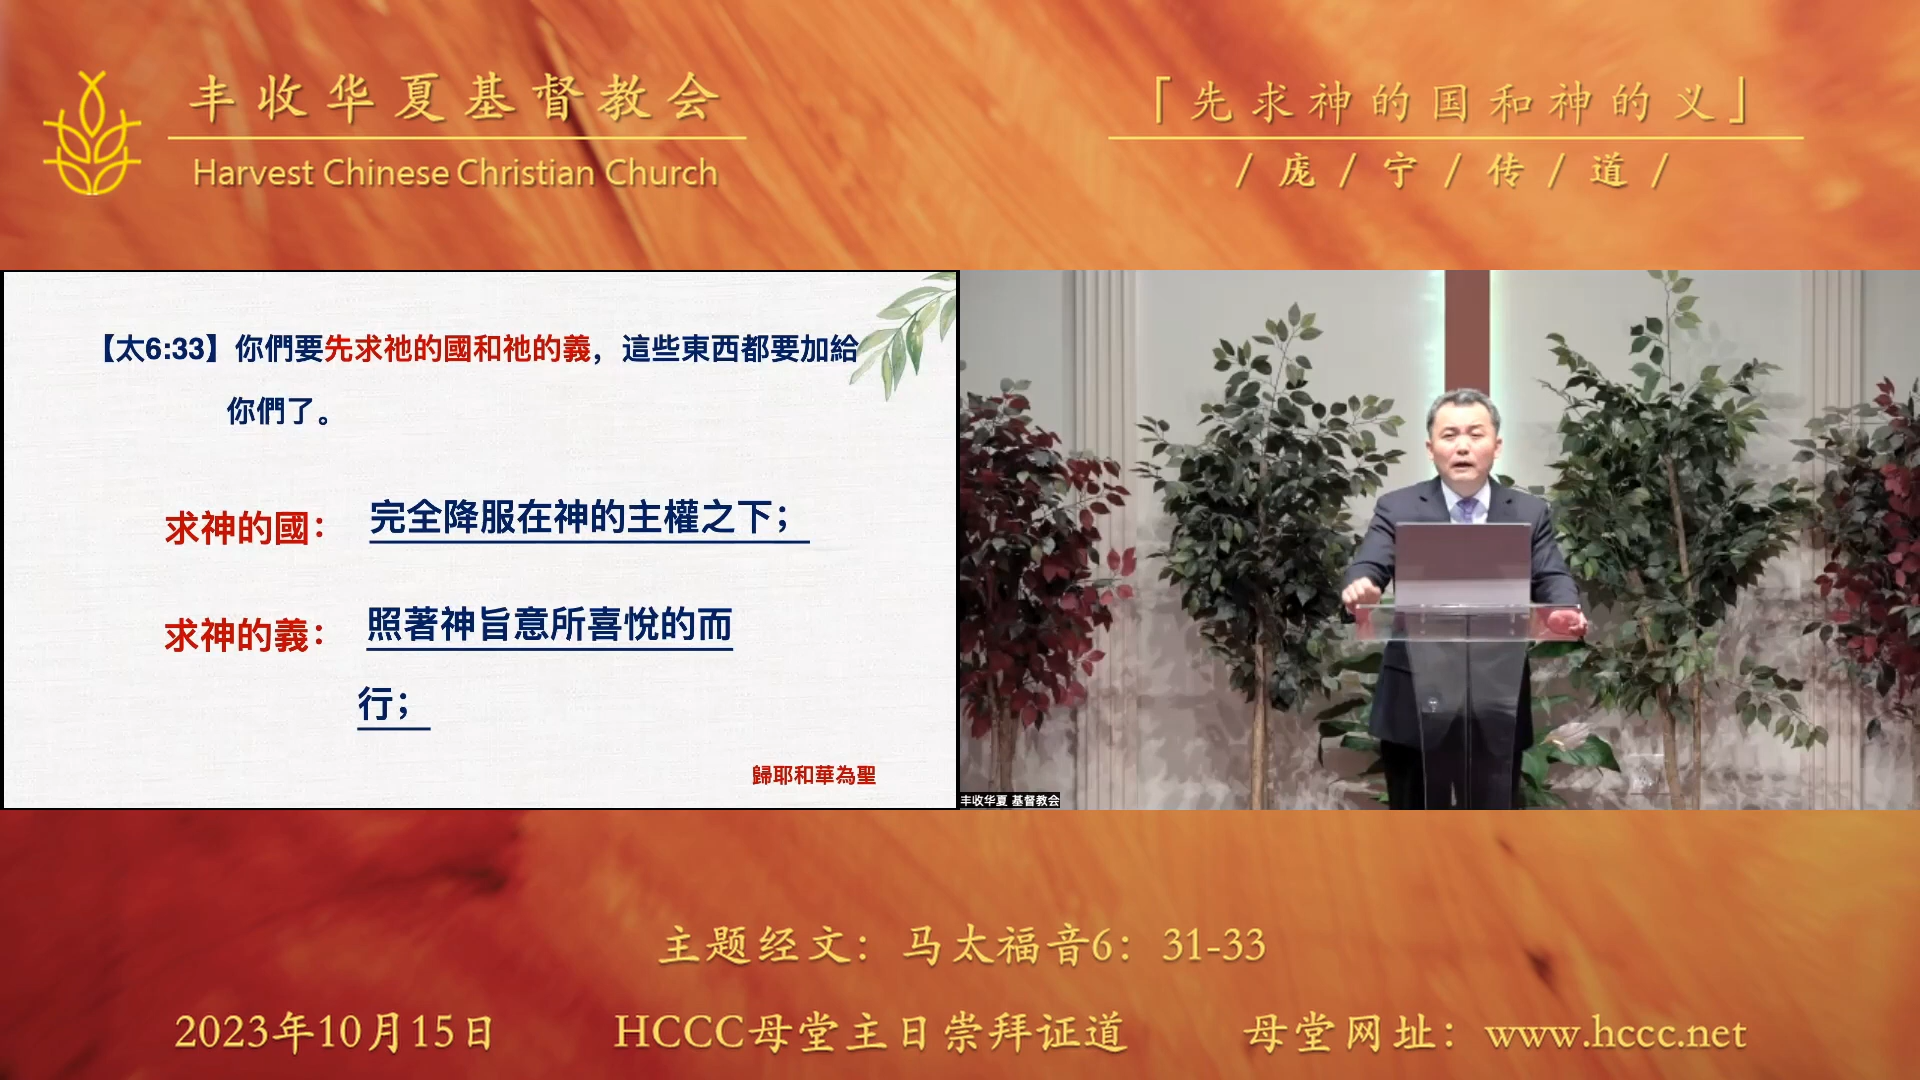 丰收华夏基督教会
Harvest Chinese Christian Church
「先求神的国和神的义」
/ 庞 / 宁 / 传 / 道 /
【太6:33】你們要先求祂的國和祂的義，這些東西都要加給
你們了。
求神的國：完全降服在神的主權之下；
求神的義：照著神旨意所喜悅的而
行；
歸耶和華為聖
丰收华夏 基督教会
主题经文：马太福音6：31-33
2023年10月15日 HCCC母堂主日崇拜证道 母堂网址：www.hccc.net